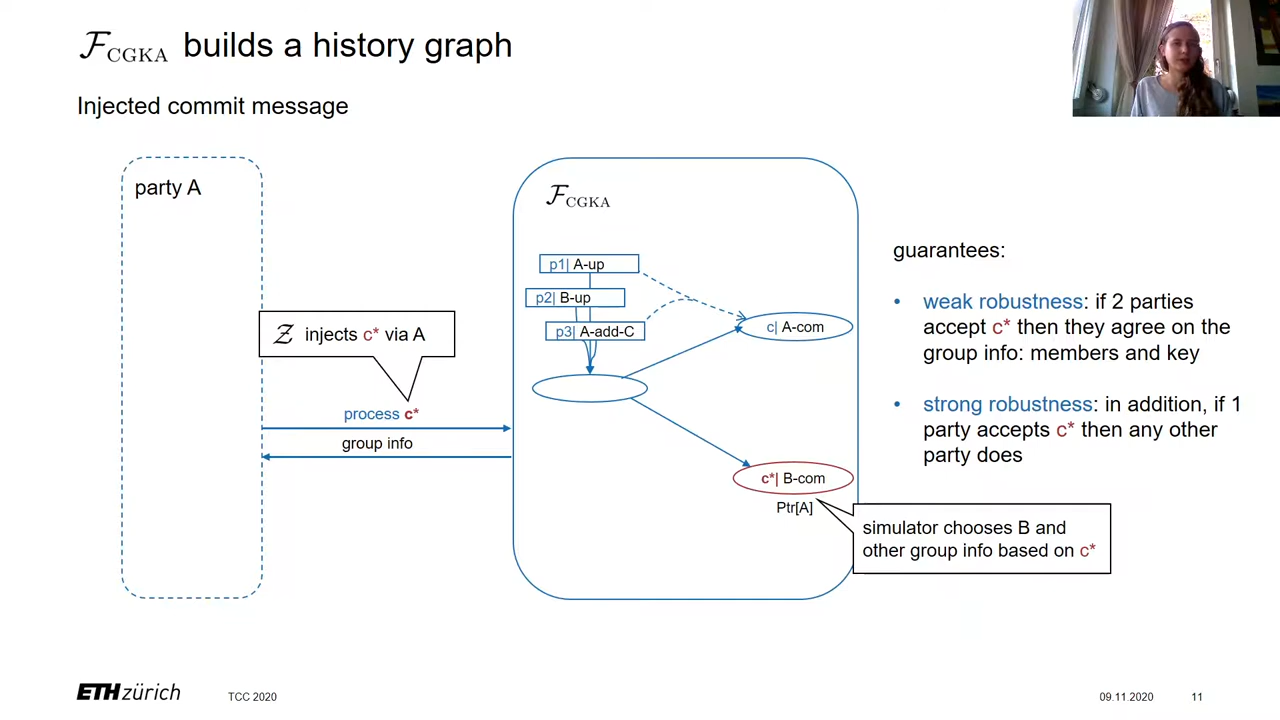 ℱCGKA builds a history graph
Injected commit message
party A
ℱCGKA
p1| A-up
p2| B-up
p3| A-add-C
c| A-com
𝒵 injects c* via A
process c*
group info
c*| B-com
Ptr[A]
simulator chooses B and
other group info based on c*
guarantees:
• weak robustness: if 2 parties
accept c* then they agree on the
group info: members and key
• strong robustness: in addition, if 1
party accepts c* then any other
party does
ETH zürich
TCC 2020
09.11.2020
11